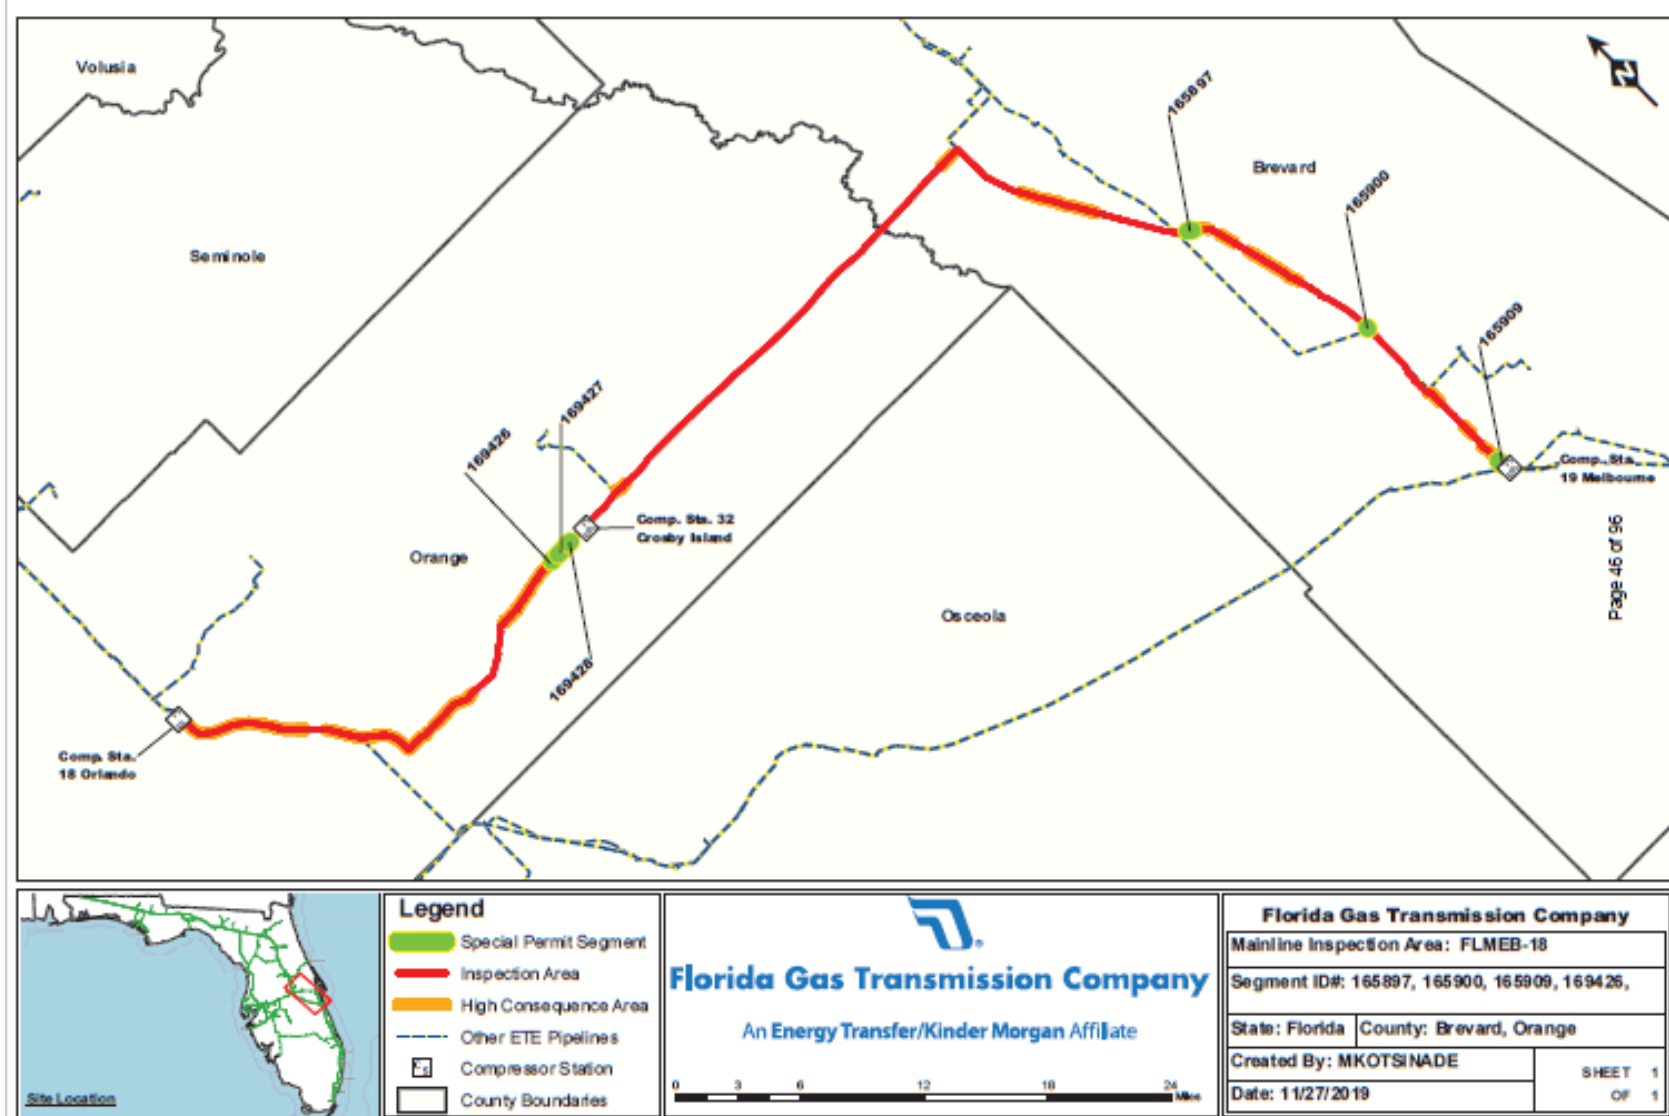 Volusia
165897
Brevard
165900
Seminole
165909
169427
169426
Comp. Sta.
19 Melbourne
Comp. Sta. 32
Crosby Island
Orange
Page 46 of 96
Osceola
169428
Comp. Sta.
18 Orlando
Site Location
Legend
Special Permit Segment
Inspection Area
High Consequence Area
Other ETE Pipelines
Compressor Station
County Boundaries
Florida Gas Transmission Company
An Energy Transfer/Kinder Morgan Affiliate
0 3 6 12 18 24
Miles
Florida Gas Transmission Company
Mainline Inspection Area: FLMEB-18
Segment ID#: 165897, 165900, 165909, 169426,
State: Florida County: Brevard, Orange
Created By: MKOTSINADE
Date: 11/27/2019
SHEET 1
OF 1